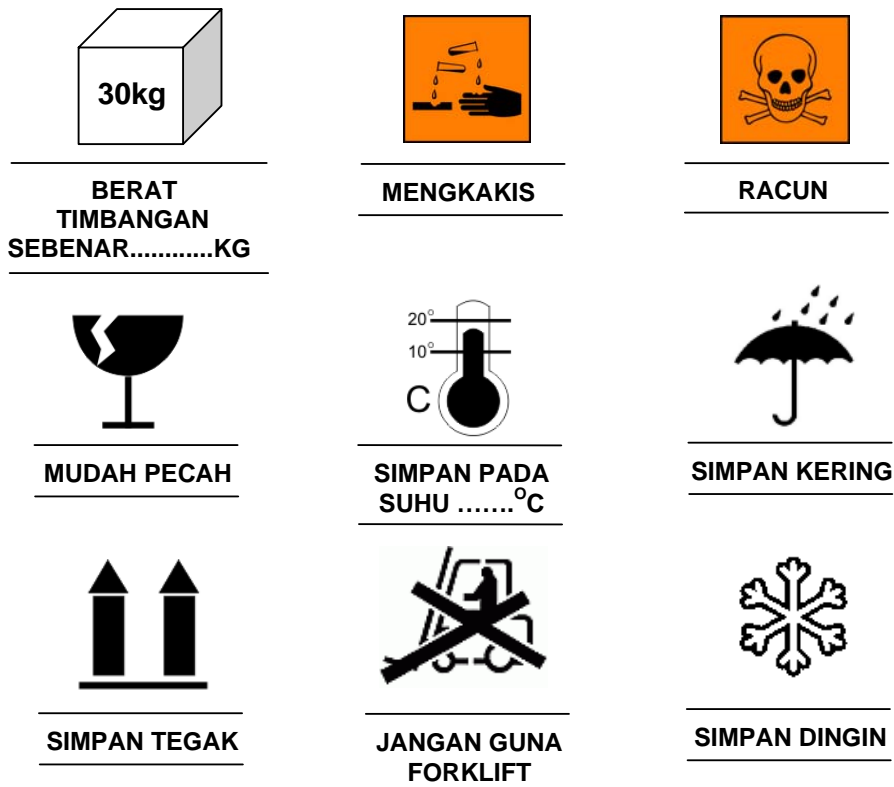 30kg
BERAT
TIMBANGAN
SEBENAR............KG
MENGKAKIS
RACUN
20°
10°
C
MUDAH PECAH
SIMPAN PADA
SUHU …….°C
SIMPAN KERING
SIMPAN TEGAK
JANGAN GUNA
FORKLIFT
SIMPAN DINGIN